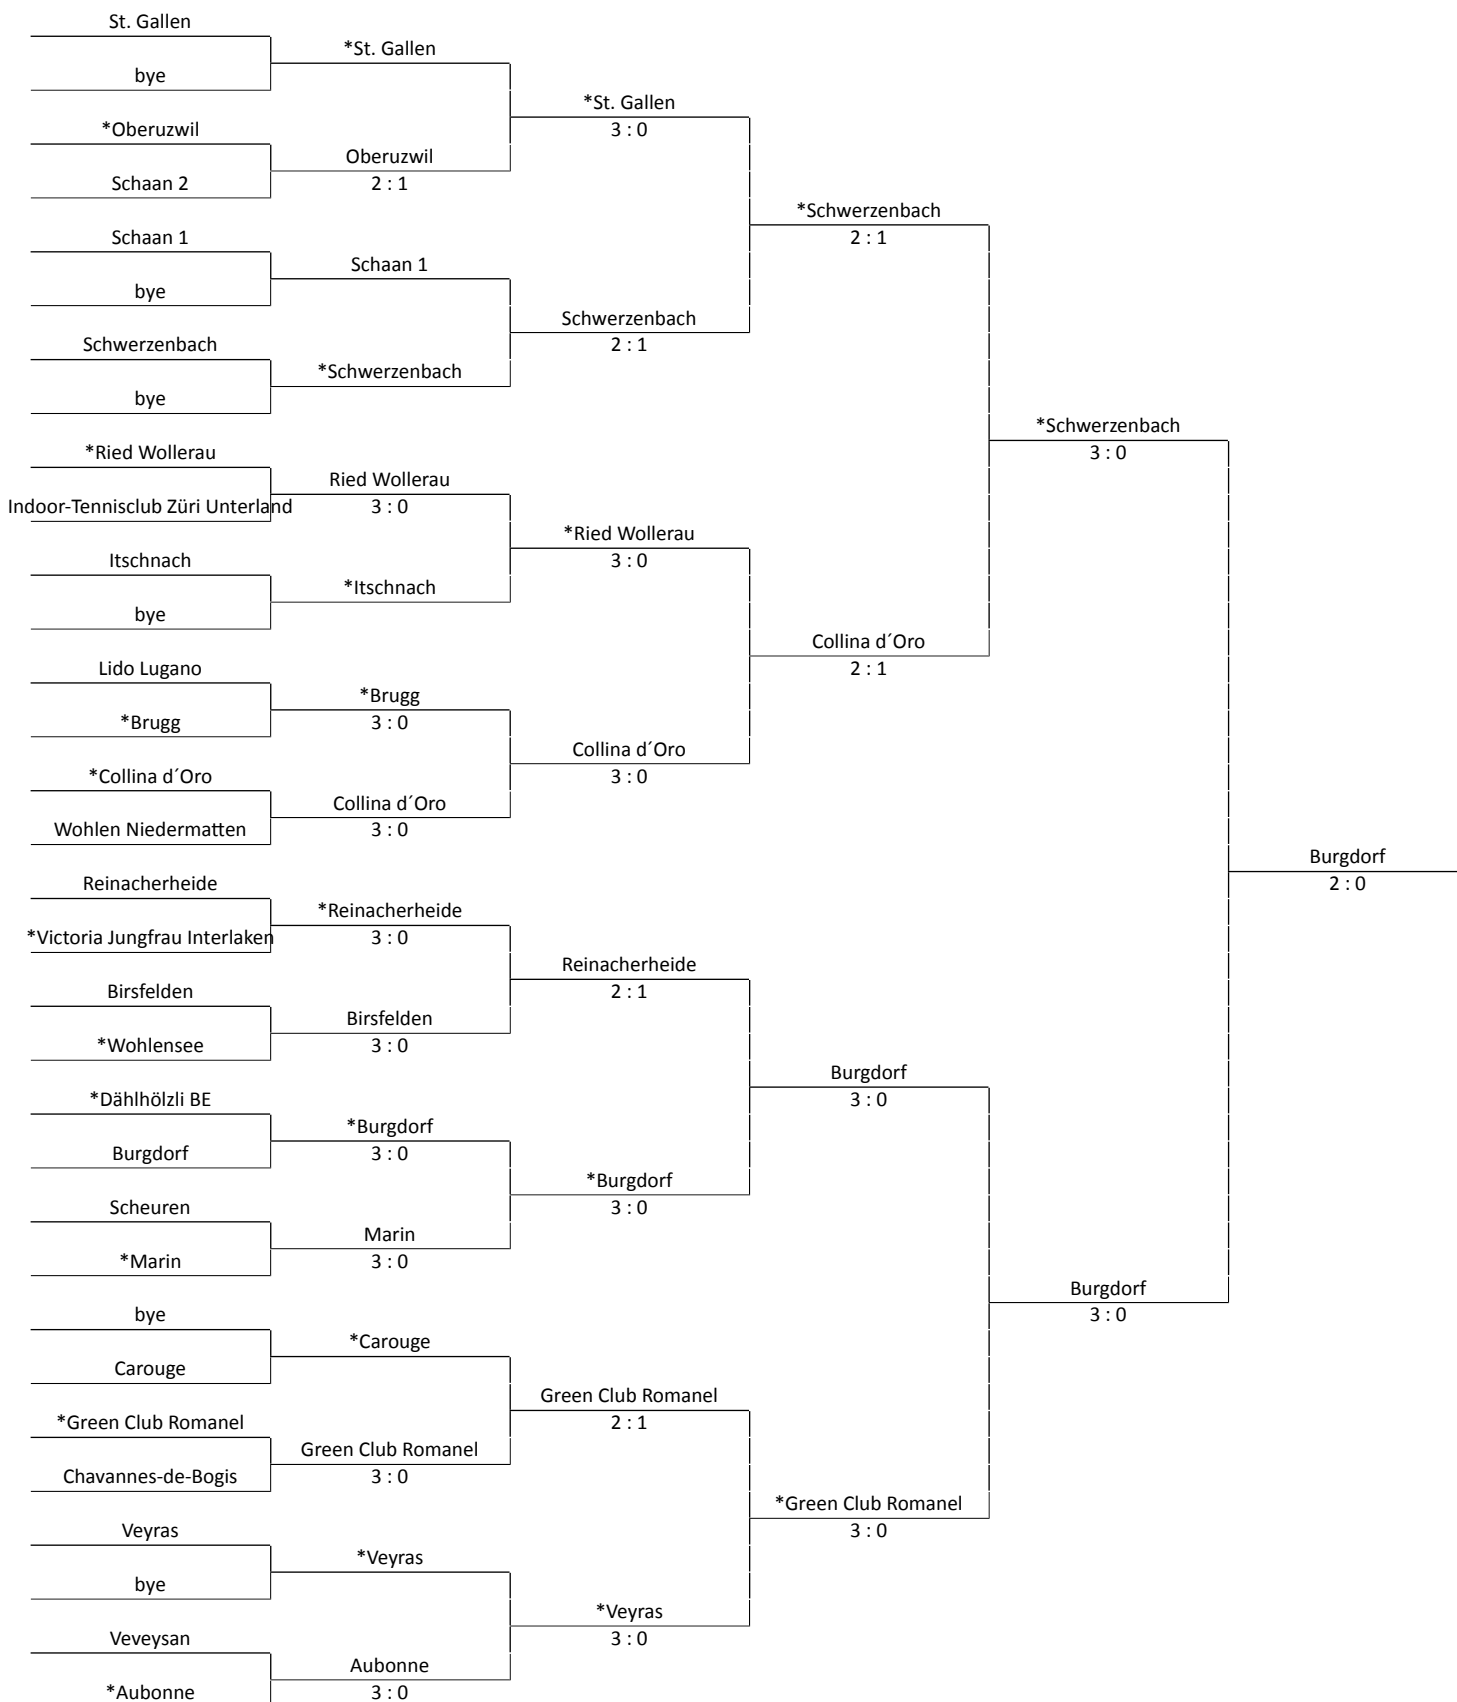 St. Gallen
*St. Gallen
bye
*St. Gallen
3 : 0
*Oberuzwil
Oberuzwil
2 : 1
Schaan 2
*Schwerzenbach
2 : 1
Schaan 1
Schaan 1
bye
Schwerzenbach
2 : 1
Schwerzenbach
*Schwerzenbach
bye
*Schwerzenbach
3 : 0
*Ried Wollerau
Ried Wollerau
3 : 0
Indoor-Tennisclub Züri Unterland
*Ried Wollerau
3 : 0
Itschnach
*Itschnach
bye
Collina d´Oro
2 : 1
Lido Lugano
*Brugg
3 : 0
*Brugg
Collina d´Oro
3 : 0
*Collina d´Oro
Collina d´Oro
3 : 0
Wohlen Niedermatten
Burgdorf
2 : 0
Reinacherheide
*Reinacherheide
3 : 0
*Victoria Jungfrau Interlaken
Reinacherheide
2 : 1
Birsfelden
Birsfelden
3 : 0
*Wohlensee
Burgdorf
3 : 0
*Dählhölzli BE
*Burgdorf
3 : 0
Burgdorf
*Burgdorf
3 : 0
Scheuren
Marin
3 : 0
*Marin
Burgdorf
3 : 0
bye
*Carouge
Carouge
Green Club Romanel
2 : 1
*Green Club Romanel
Green Club Romanel
3 : 0
Chavannes-de-Bogis
*Green Club Romanel
3 : 0
Veyras
*Veyras
bye
*Veyras
3 : 0
Veveysan
Aubonne
3 : 0
*Aubonne